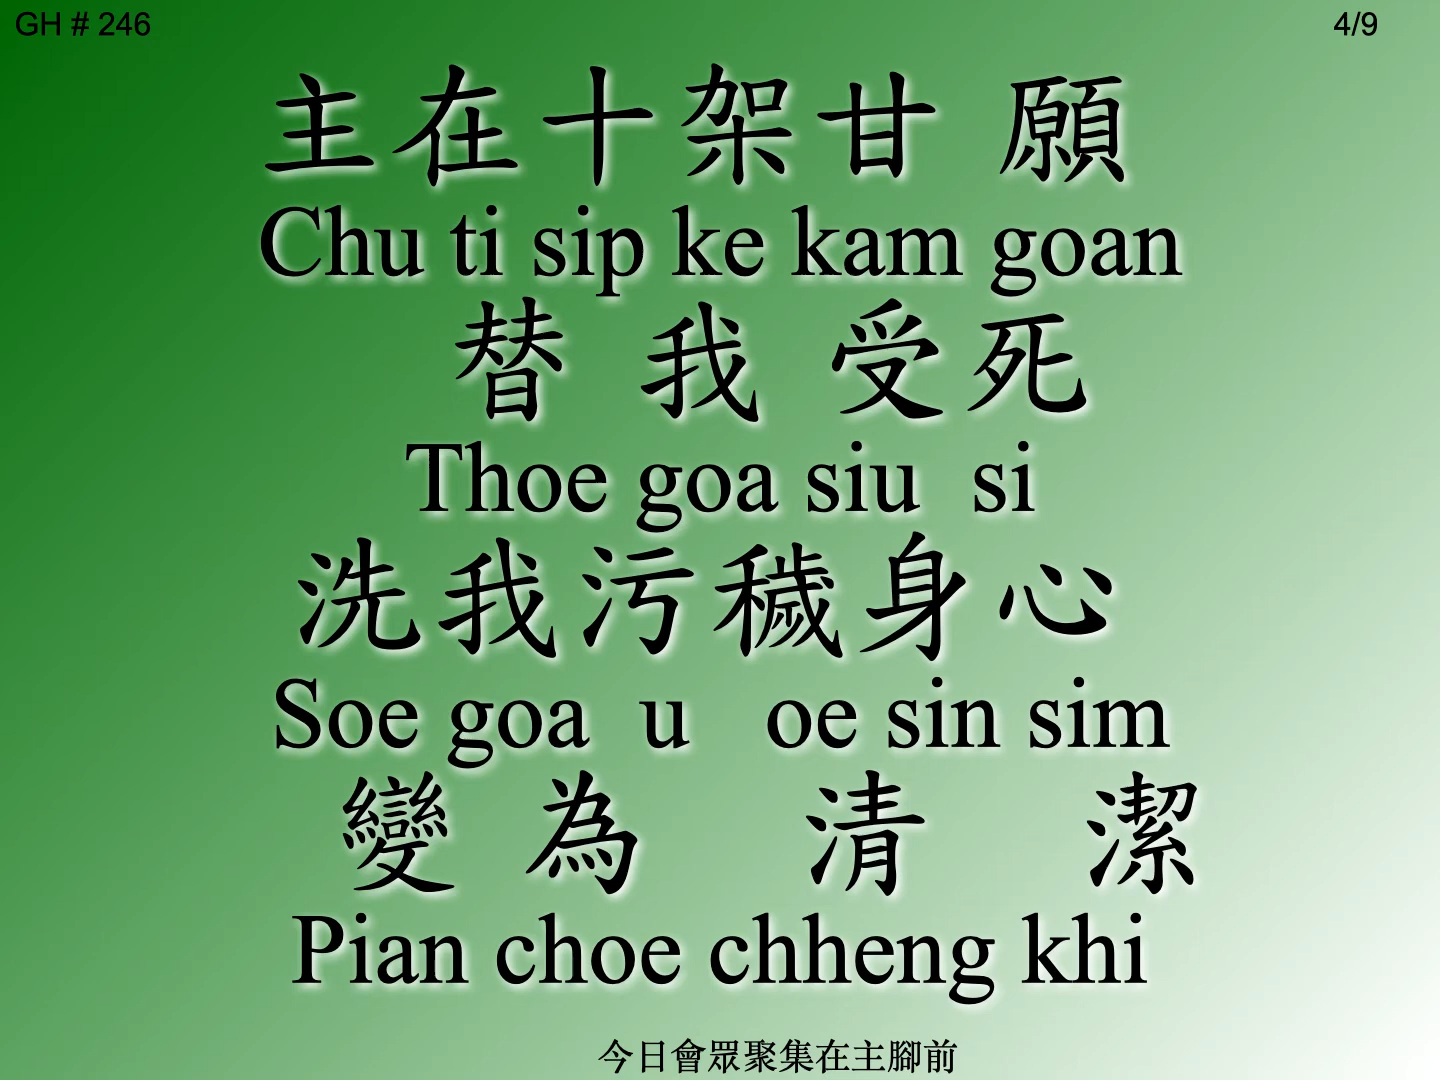 GH # 246
4/9
主在十架甘 願
Chu ti sip ke kam goan
替 我 受死
Thoe goa siu si
洗我污穢身心
Soe goa u oe sin sim
變 為 清 潔
Pian choe chheng khi
今日會眾聚集在主腳前